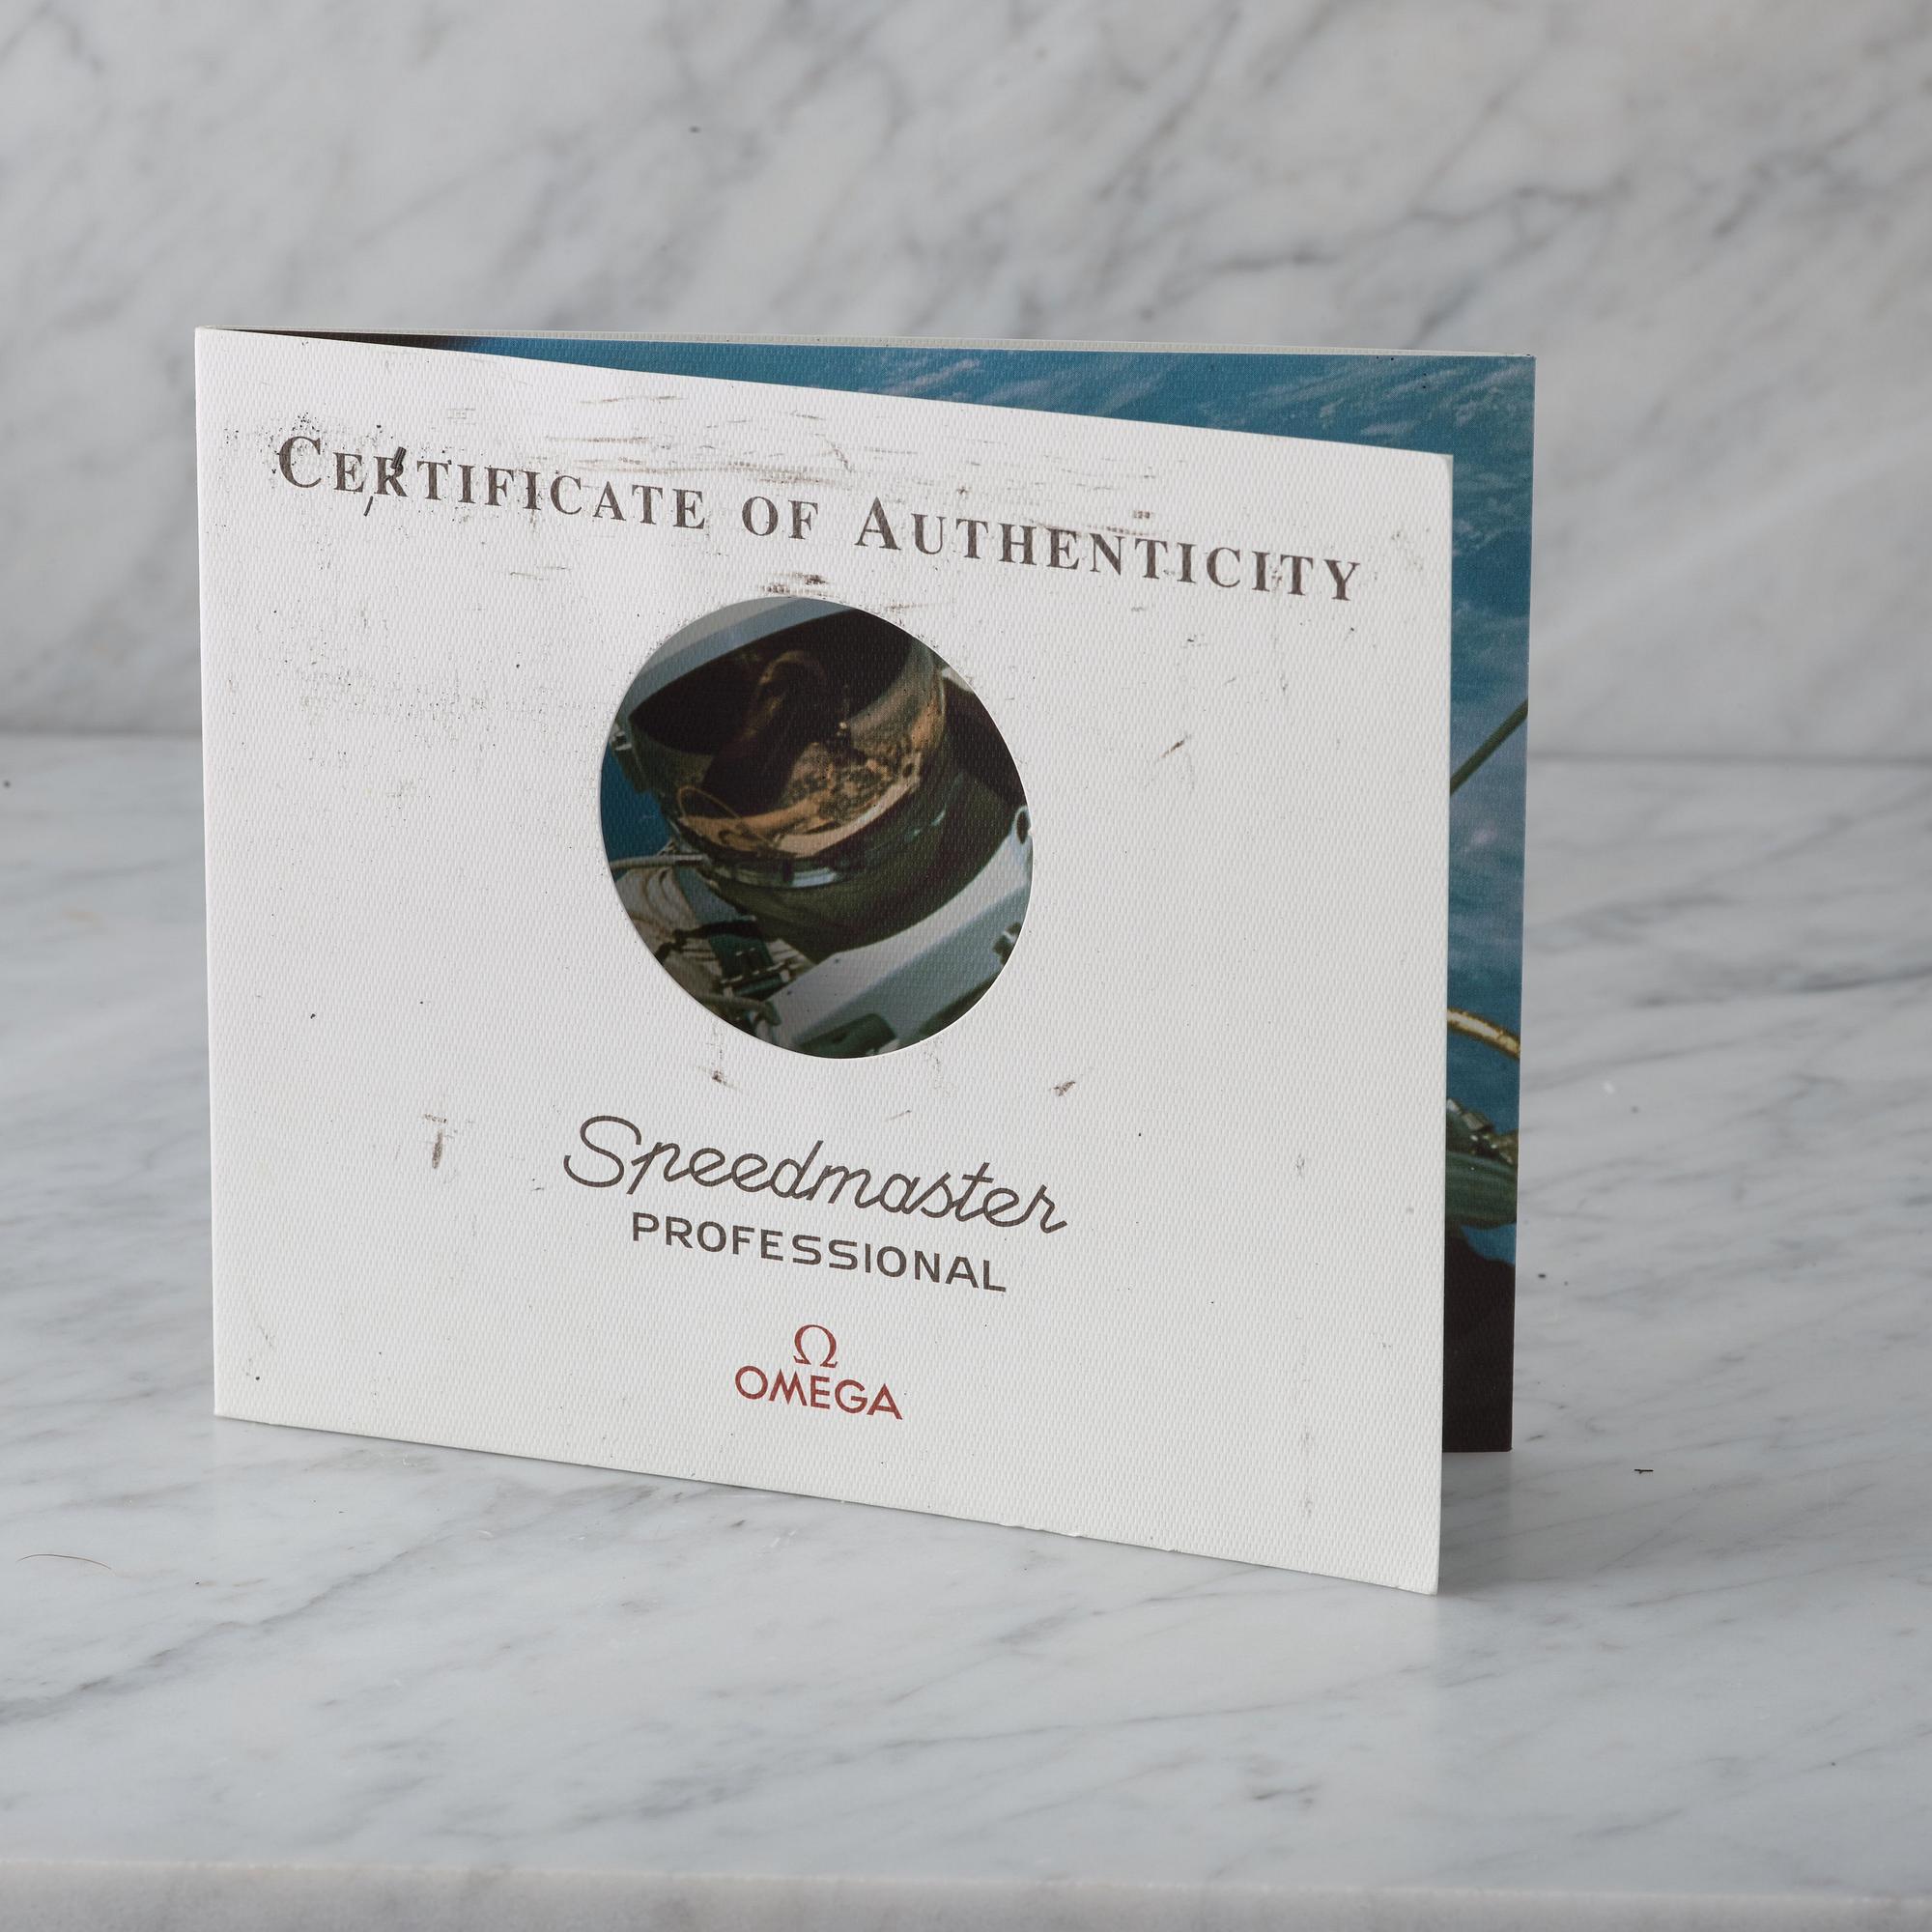 CERTIFICATE OF AUTHENTICITY
Speedmaster
PROFESSIONAL
Ω
OMEGA